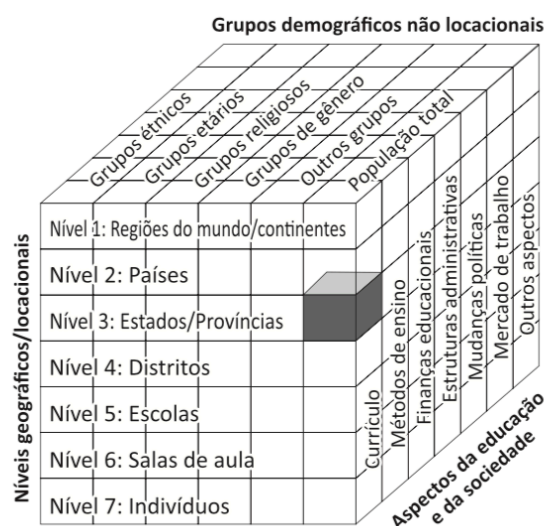 Grupos demográficos não locacionais
Grupos étnicos
Grupos etários
Grupos religiosos
Grupos de gênero
Outros grupos
População total
Níveis geográficos/locacionais
Nível 1: Regiões do mundo/continentes
Nível 2: Países
Nível 3: Estados/Províncias
Nível 4: Distritos
Nível 5: Escolas
Nível 6: Salas de aula
Nível 7: Indivíduos
Currículo
Métodos de ensino
Finanças educacionais
Estruturas administrativas
Mudanças políticas
Mercado de trabalho
Outros aspectos
Aspectos da educação
e da sociedade